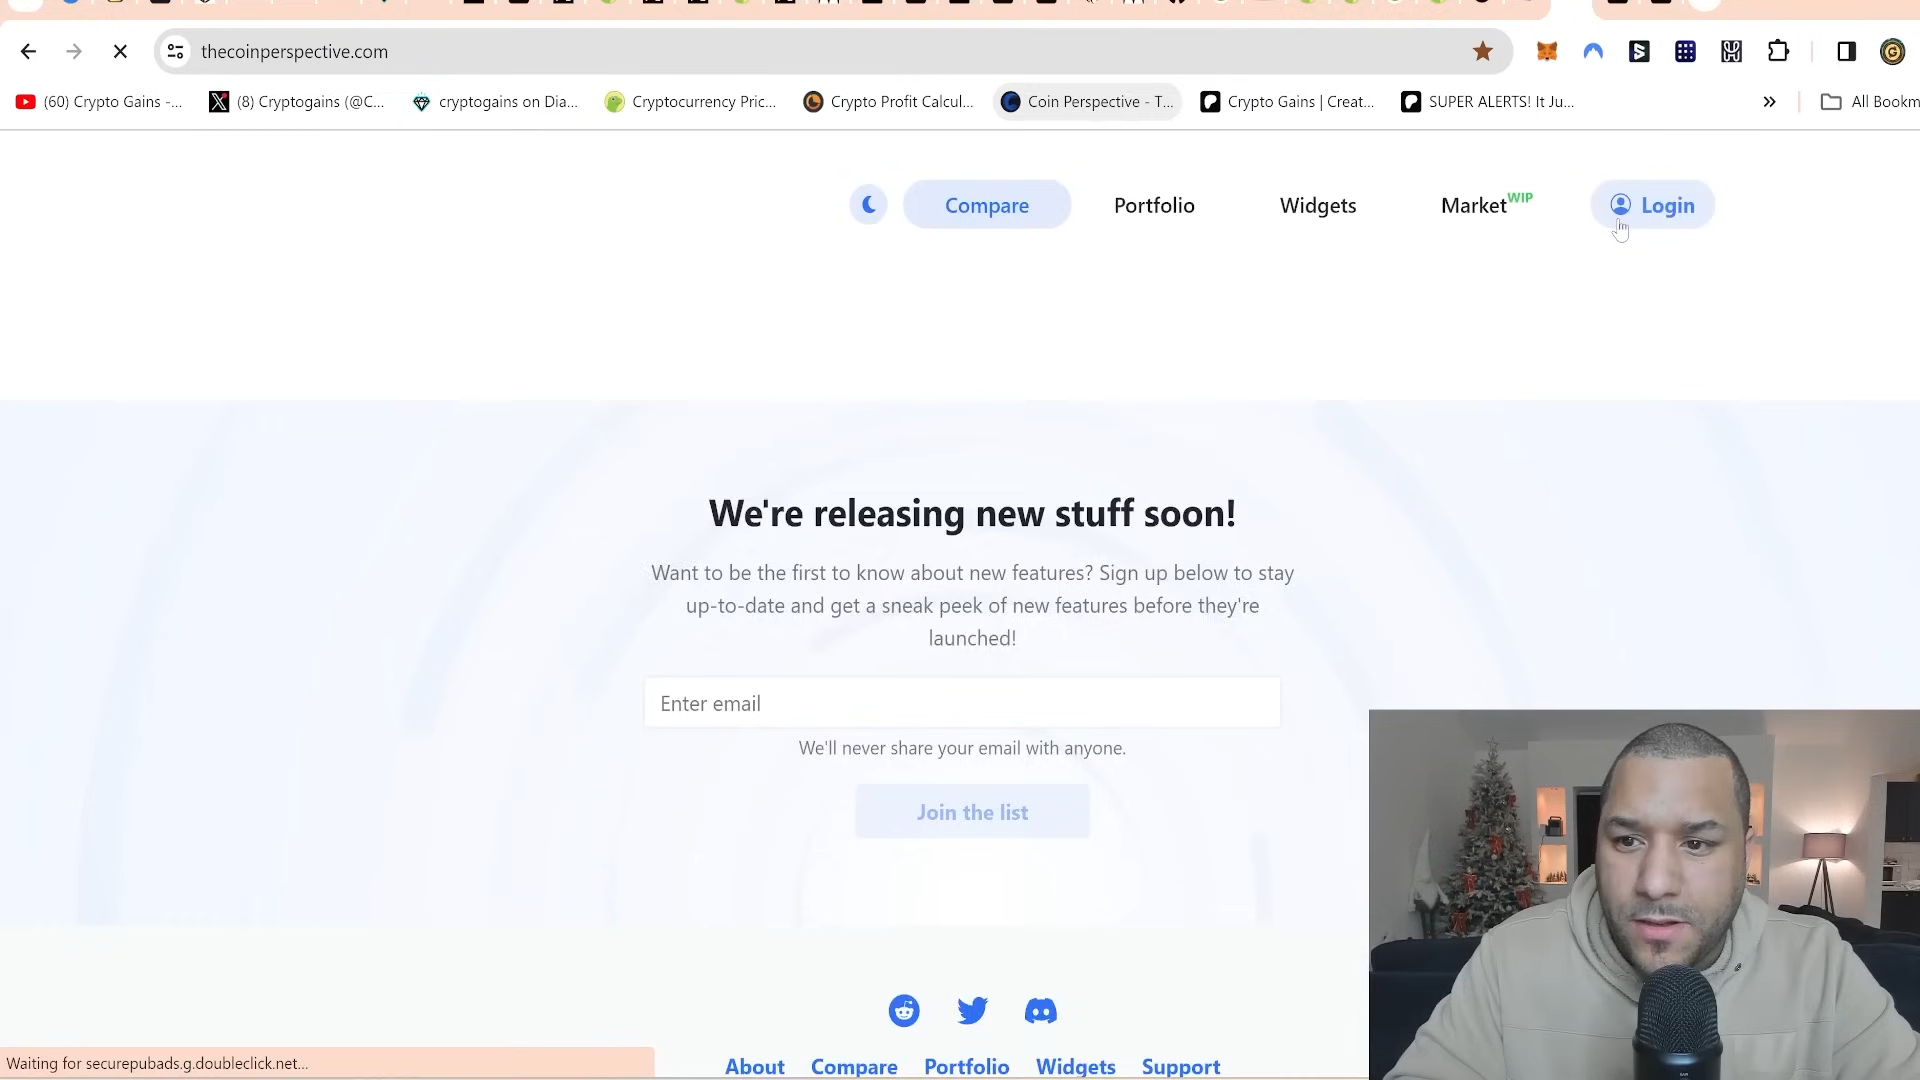 thecoinperspective.com
(60) Crypto Gains -...
(8) Cryptogains (@C...
cryptogains on Dia...
Cryptocurrency Pric...
Crypto Profit Calcul...
Coin Perspective - T...
Crypto Gains | Creat...
SUPER ALERTS! It Ju...
All Bookm
Compare
Portfolio
Widgets
Market WIP
Login
We're releasing new stuff soon!
Want to be the first to know about new features? Sign up below to stay
up-to-date and get a sneak peek of new features before they're
launched!
Enter email
We'll never share your email with anyone.
Join the list
About
Compare
Portfolio
Widgets
Support
Waiting for securepubads.g.doubleclick.net...